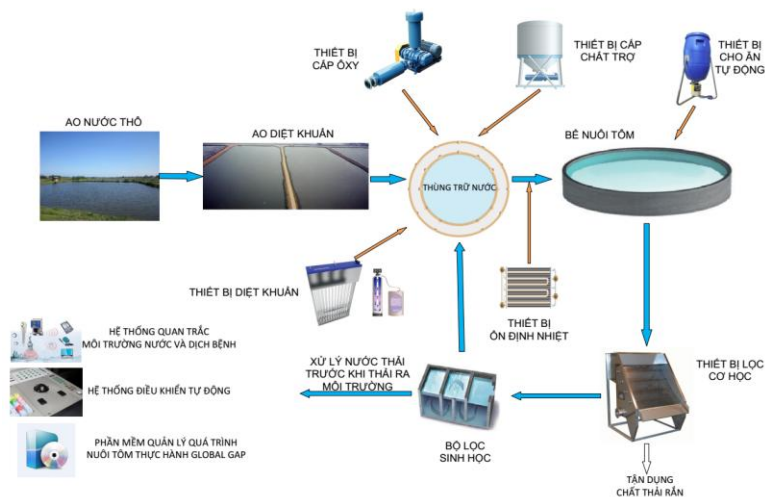 THIẾT BỊ
CẤP ÔXY
THIẾT BỊ CẤP
CHẤT TRỢ
THIẾT BỊ
CHO ĂN
TỰ ĐỘNG
AO NƯỚC THÔ
AO DIỆT KHUẨN
THÙNG TRỮ NƯỚC
BỂ NUÔI TÔM
THIẾT BỊ DIỆT KHUẨN
THIẾT BỊ
ỔN ĐỊNH NHIỆT
HỆ THỐNG QUAN TRẮC
MÔI TRƯỜNG NƯỚC VÀ DỊCH BỆNH
XỬ LÝ NƯỚC THẢI
TRƯỚC KHI THẢI RA
MÔI TRƯỜNG
THIẾT BỊ LỌC
CƠ HỌC
HỆ THỐNG ĐIỀU KHIỂN TỰ ĐỘNG
BỘ LỌC
SINH HỌC
PHẦN MỀM QUẢN LÝ QUÁ TRÌNH
NUÔI TÔM THỰC HÀNH GLOBAL GAP
TẬN DỤNG
CHẤT THẢI RẮN